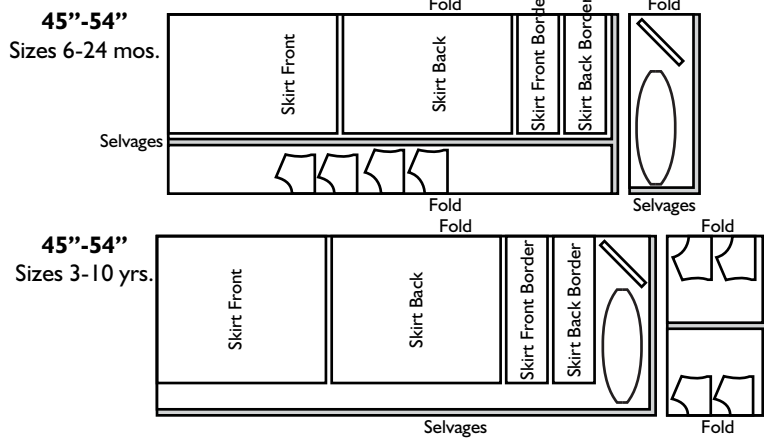 Fold
Fold
45”-54”
Sizes 6-24 mos.
Skirt Front
Skirt Back
Skirt Front Border
Skirt Back Border
Selvages
Fold
Selvages
Fold
Fold
45”-54”
Sizes 3-10 yrs.
Skirt Front
Skirt Back
Skirt Front Border
Skirt Back Border
Selvages
Fold